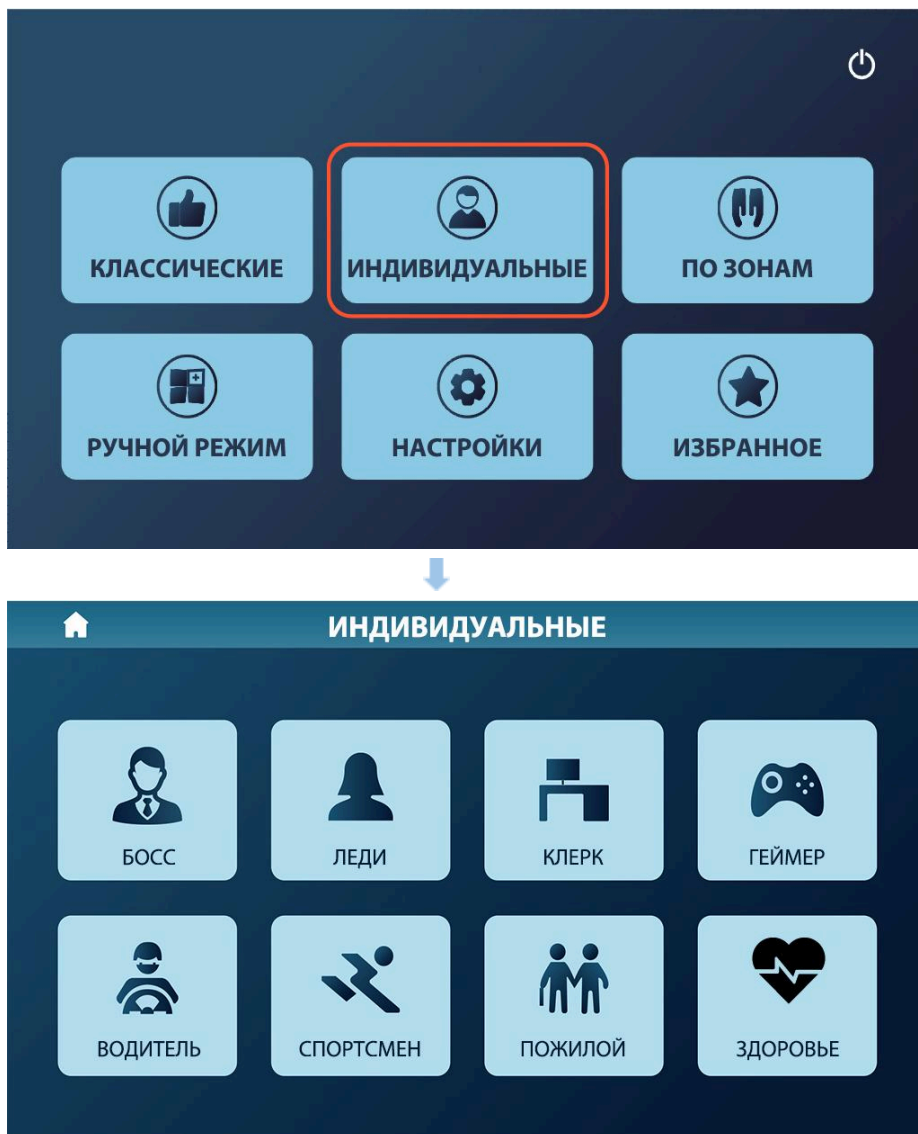 КЛАССИЧЕСКИЕ ИНДИВИДУАЛЬНЫЕ ПО ЗОНАМ
РУЧНОЙ РЕЖИМ НАСТРОЙКИ ИЗБРАННОЕ
ИНДИВИДУАЛЬНЫЕ
БОСС ЛЕДИ КЛЕРК ГЕЙМЕР
ВОДИТЕЛЬ СПОРТСМЕН ПОЖИЛОЙ ЗДОРОВЬЕ